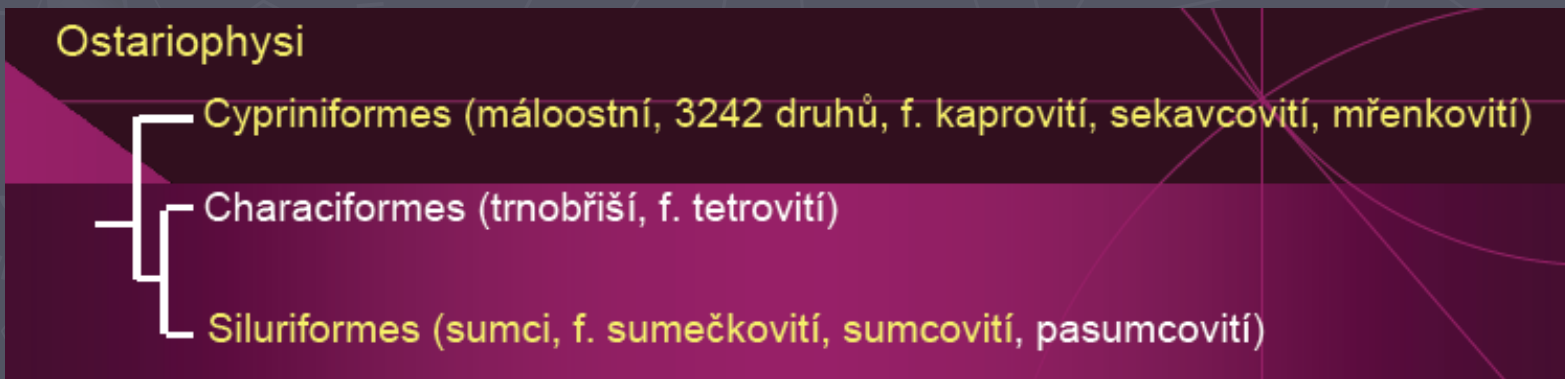 Ostariophysi
Cypriniformes (máloostní, 3242 druhů, f. kaprovití, sekavcovití, mřenkovití)
Characiformes (trnobřiší, f. tetrovití)
Siluriformes (sumci, f. sumečkovití, sumcovití, pasumcovití)